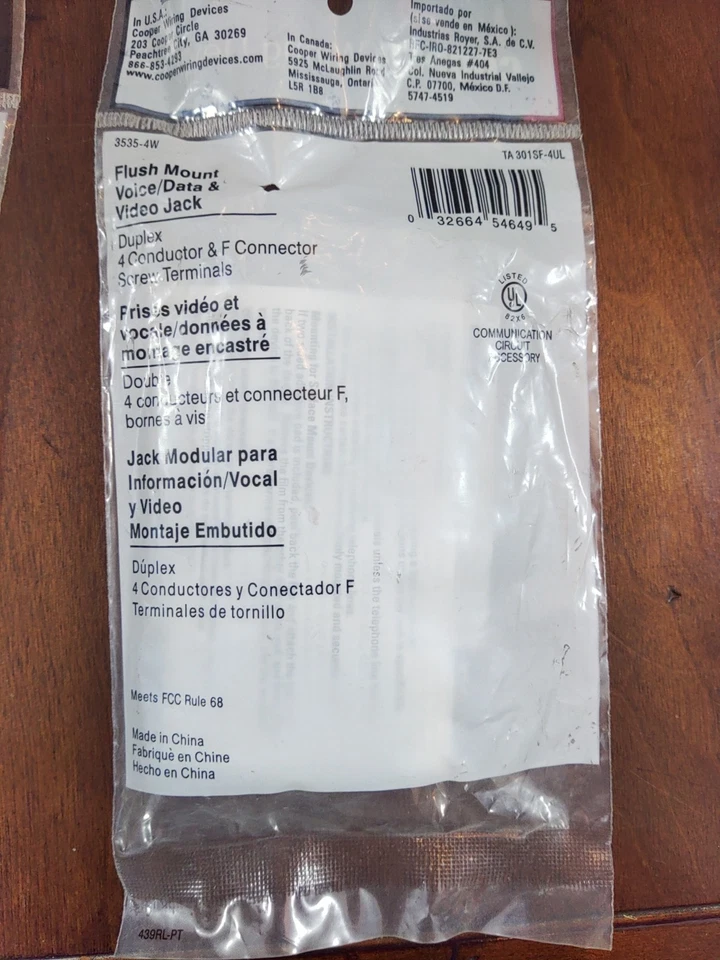 In U.S.A.
Cooper Wiring Devices
203 Cooper Circle
Peachtree City, GA 30269
866-853-4293
www.cooperwiringdevices.com
In Canada:
Cooper Wiring Devices
5925 McLaughlin Road
Mississauga, Ontario
L5R 1B8
Importado por
se vende en México):
Industrias Royer, S.A. de C.V.
RFC-IRO-821227-7E3
#404
Col. Nueva Industrial Vallejo
C.P. 07700, México D.F.
5747-4519
3535-4W
TA 301SF-4UL
Flush Mount
Voice/Data &
Video Jack
0 32664 54649 5
Duplex
4 Conductor & F Connector
Screw Terminals
LISTED
UL
82X6
COMMUNICATION
CIRCUIT
ACCESSORY
Prises vidéo et
vocale/données à
montage encastré
Double
4 conducteurs et connecteur F,
bornes à vis
Jack Modular para
Información/Vocal
y Video
Montaje Embutido
Dúplex
4 Conductores y Conectador F
Terminales de tornillo
Meets FCC Rule 68
Made in China
Fabriqué en Chine
Hecho en China
439RL-PT